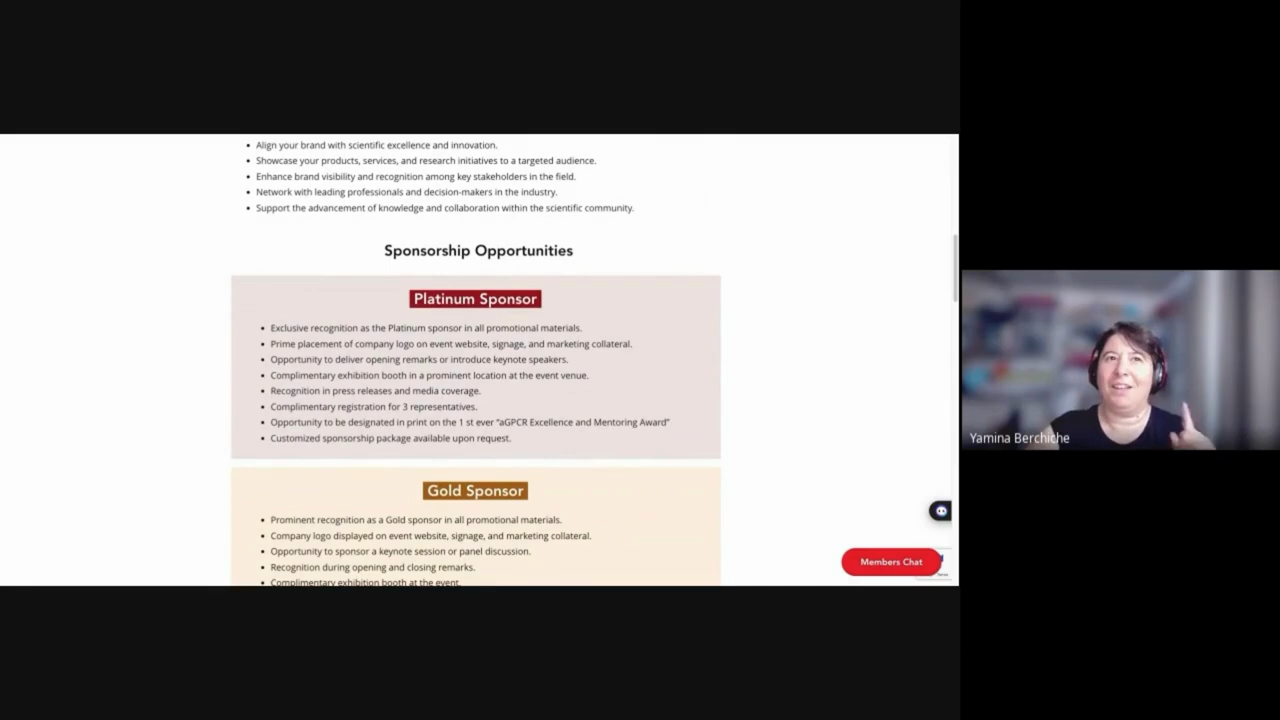 Align your brand with scientific excellence and innovation.
Showcase your products, services, and research initiatives to a targeted audience.
Enhance brand visibility and recognition among key stakeholders in the field.
Network with leading professionals and decision-makers in the industry.
Support the advancement of knowledge and collaboration within the scientific community.
Sponsorship Opportunities
Platinum Sponsor
Exclusive recognition as the Platinum sponsor in all promotional materials.
Prime placement of company logo on event website, signage, and marketing collateral.
Opportunity to deliver opening remarks or introduce keynote speakers.
Complimentary exhibition booth in a prominent location at the event venue.
Recognition in press releases and media coverage.
Complimentary registration for 3 representatives.
Opportunity to be designated in print on the 1 st ever “aGPCR Excellence and Mentoring Award”
Customized sponsorship package available upon request.
Gold Sponsor
Prominent recognition as a Gold sponsor in all promotional materials.
Company logo displayed on event website, signage, and marketing collateral.
Opportunity to sponsor a keynote session or panel discussion.
Recognition during opening and closing remarks.
Complimentary exhibition booth at the event.
Members Chat
Yamina Berchiche